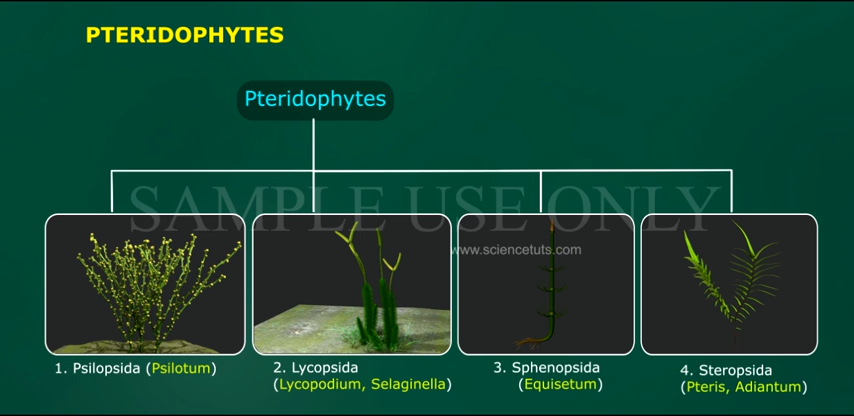 PTERIDOPHYTES
Pteridophytes
SAMPLE USE ONLY
www.sciencetuts.com
1. Psilopsida (Psilotum)
2. Lycopsida
(Lycopodium, Selaginella)
3. Sphenopsida
(Equisetum)
4. Steropsida
(Pteris, Adiantum)